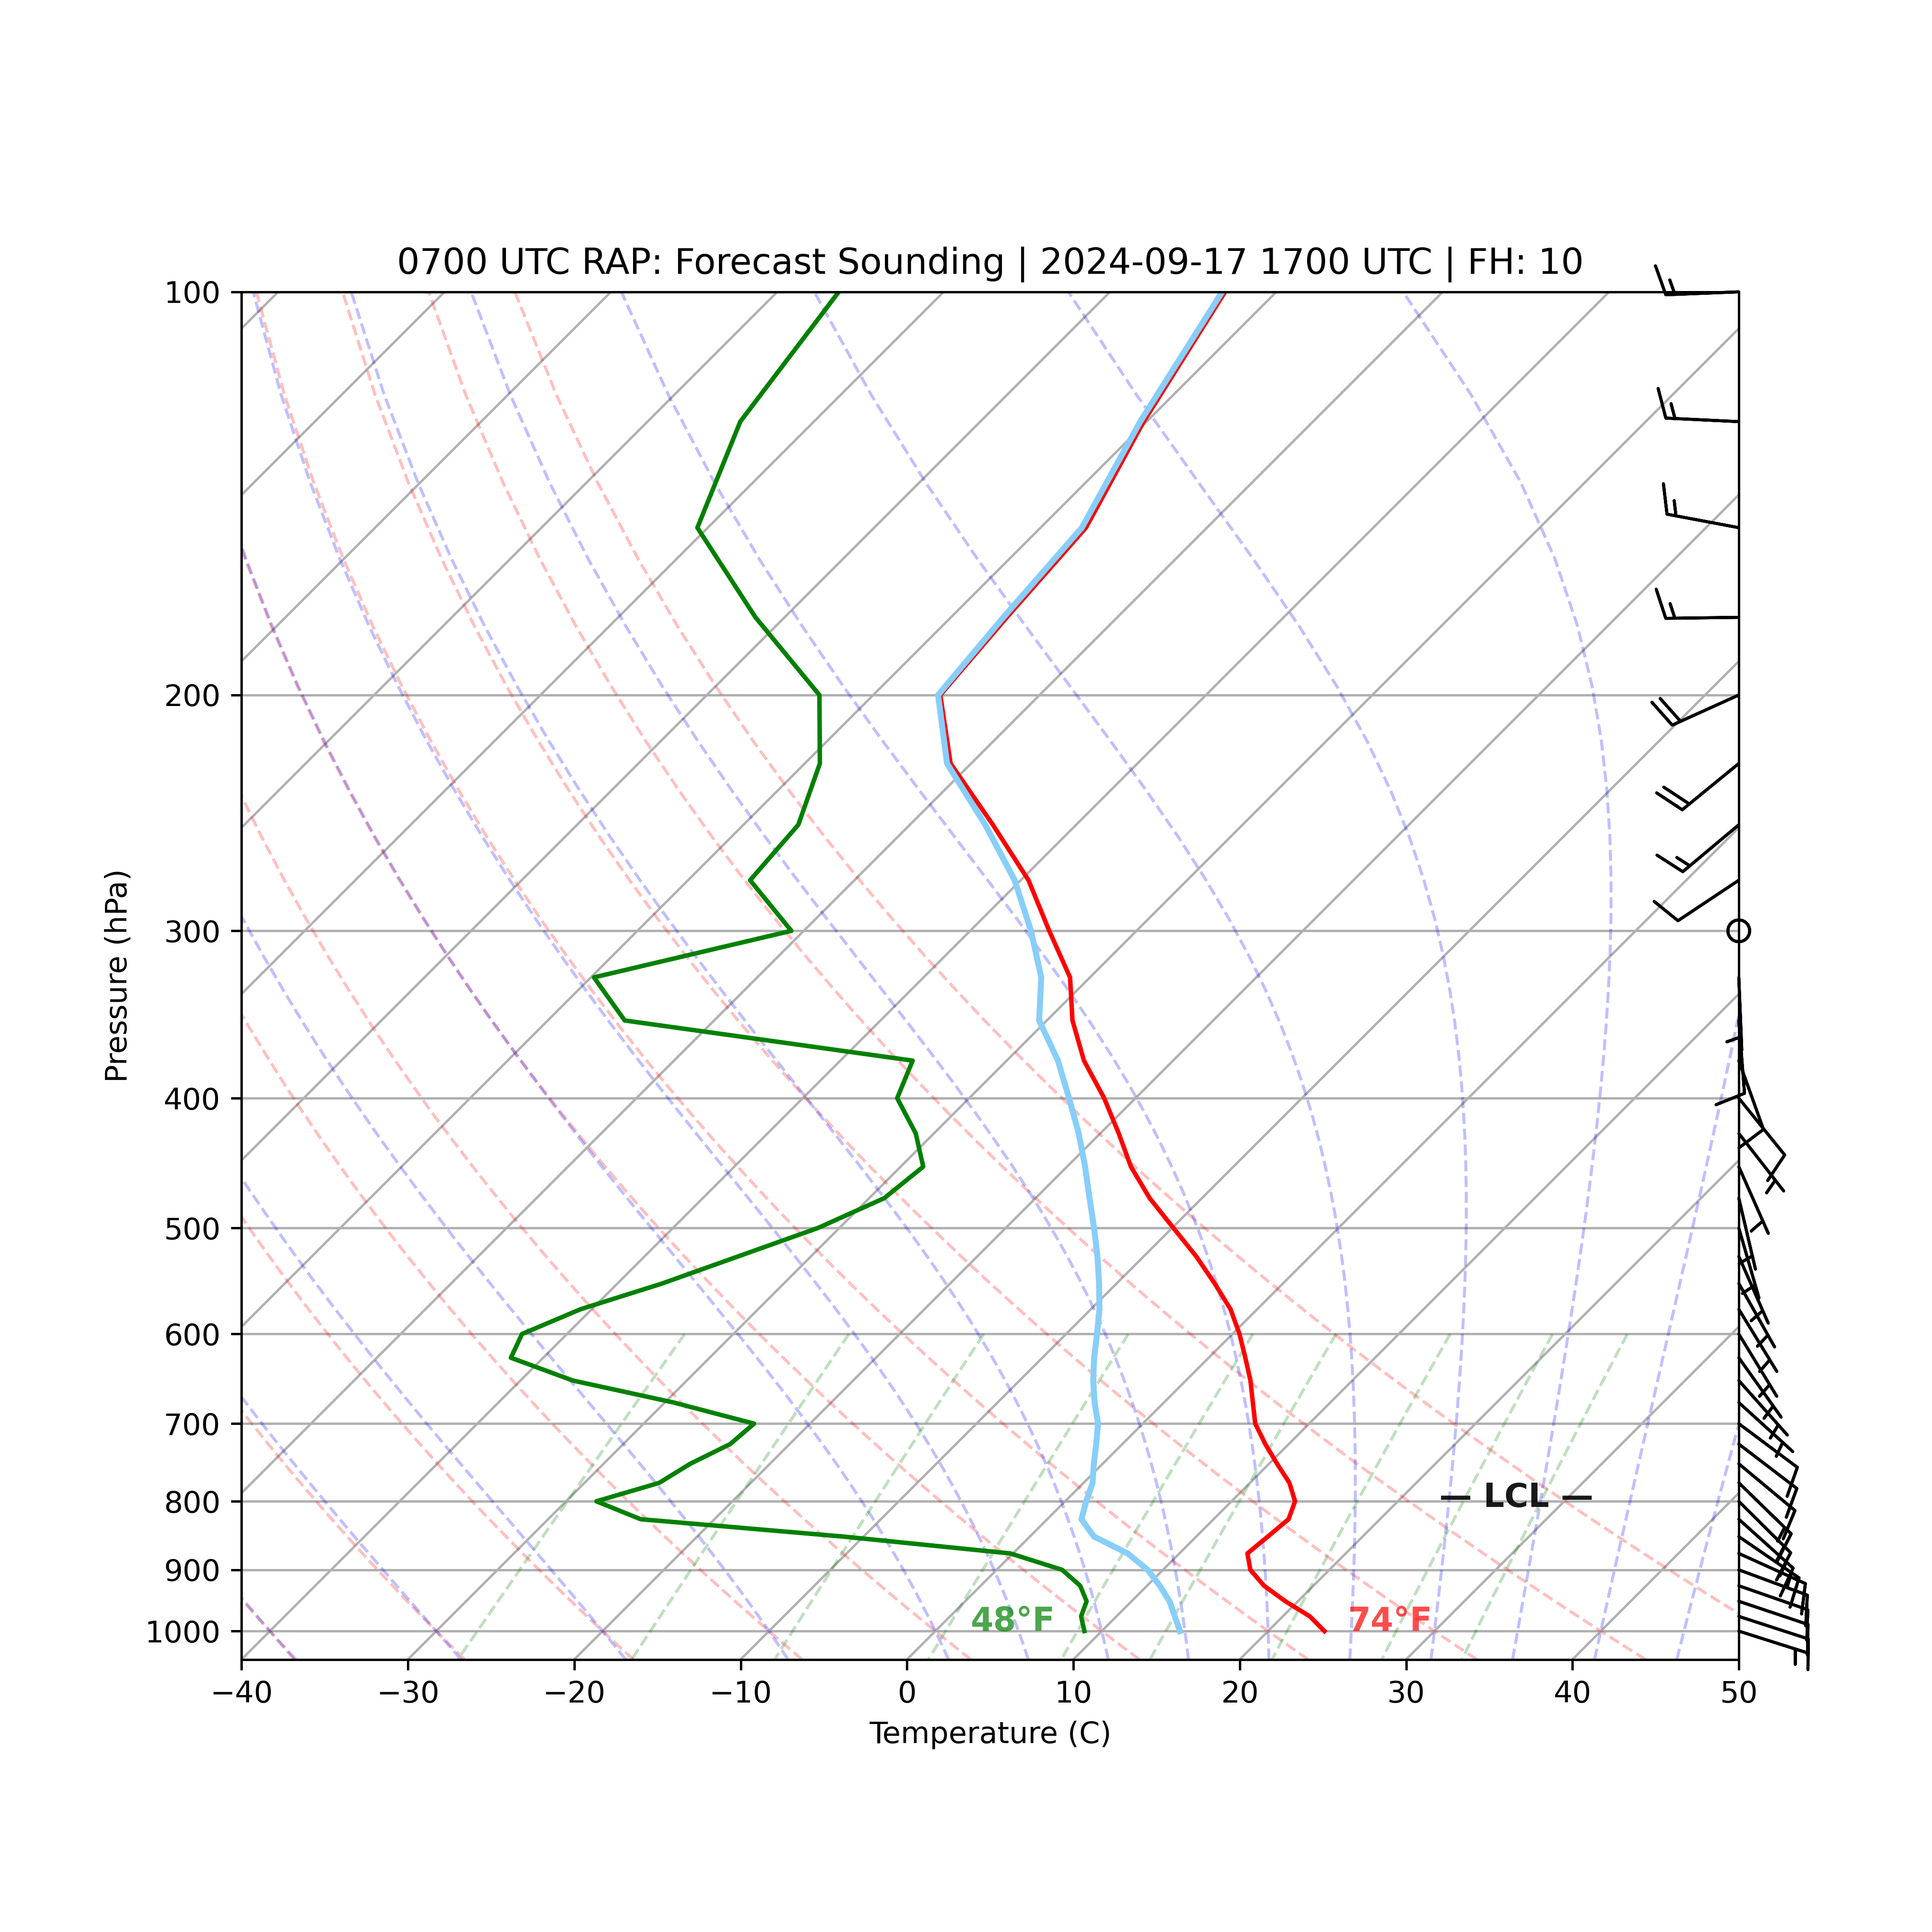 0700 UTC RAP: Forecast Sounding | 2024-09-17 1700 UTC | FH: 10
100
200
300
400
500
600
700
800
900
1000
Pressure (hPa)
— LCL —
48°F
74°F
−40 −30 −20 −10 0 10 20 30 40 50
Temperature (C)